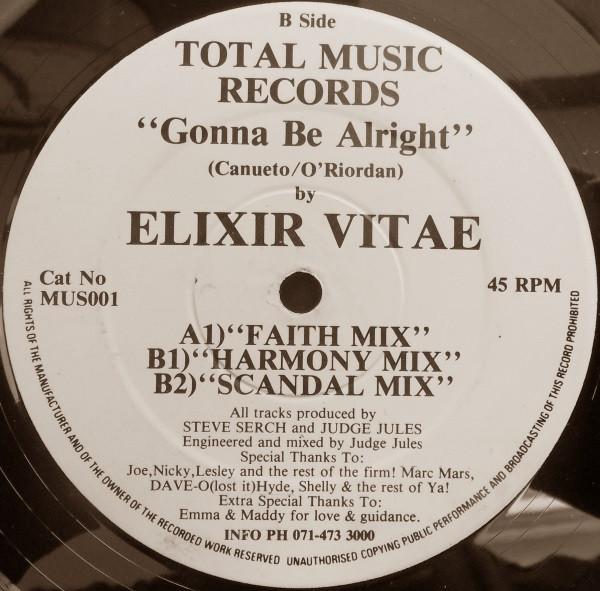 B Side
TOTAL MUSIC
RECORDS
“Gonna Be Alright”
(Canueto/O'Riordan)
by
ELIXIR VITAE
Cat No
MUS001
45 RPM
A1)“FAITH MIX”
B1)“HARMONY MIX”
B2)“SCANDAL MIX”
All tracks produced by
STEVE SERCH and JUDGE JULES
Engineered and mixed by Judge Jules
Special Thanks To:
Joe,Nicky,Lesley and the rest of the firm! Marc Mars,
DAVE-O(lost it)Hyde, Shelly & the rest of Ya!
Extra Special Thanks To:
Emma & Maddy for love & guidance.
INFO PH 071-473 3000
ALL RIGHTS OF THE MANUFACTURER AND OF THE OWNER OF THE RECORDED WORK RESERVED UNAUTHORISED COPYING PUBLIC PERFORMANCE AND BROADCASTING OF THIS RECORD PROHIBITED